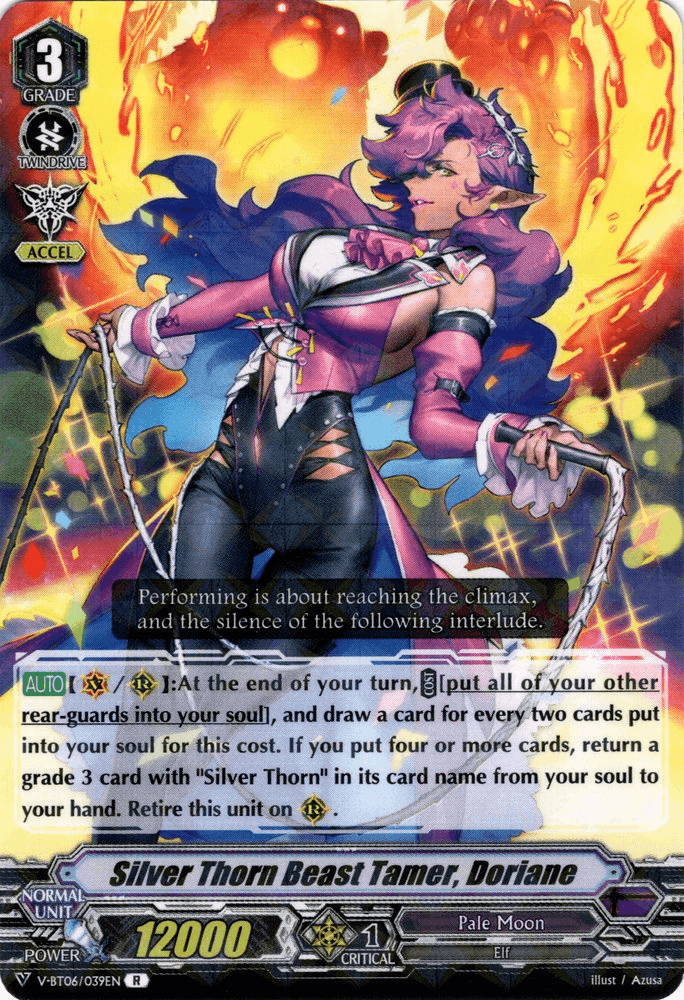 3
GRADE
TWINDRIVE
ACCEL
Performing is about reaching the climax,
and the silence of the following interlude.
AUTO【 V / R 】:At the end of your turn, COST [put all of your other
rear-guards into your soul], and draw a card for every two cards put
into your soul for this cost. If you put four or more cards, return a
grade 3 card with "Silver Thorn" in its card name from your soul to
your hand. Retire this unit on R .
Silver Thorn Beast Tamer, Doriane
NORMAL
UNIT
POWER
12000
1
CRITICAL
Pale Moon
Elf
V V-BT06/039EN R
illust / Azusa